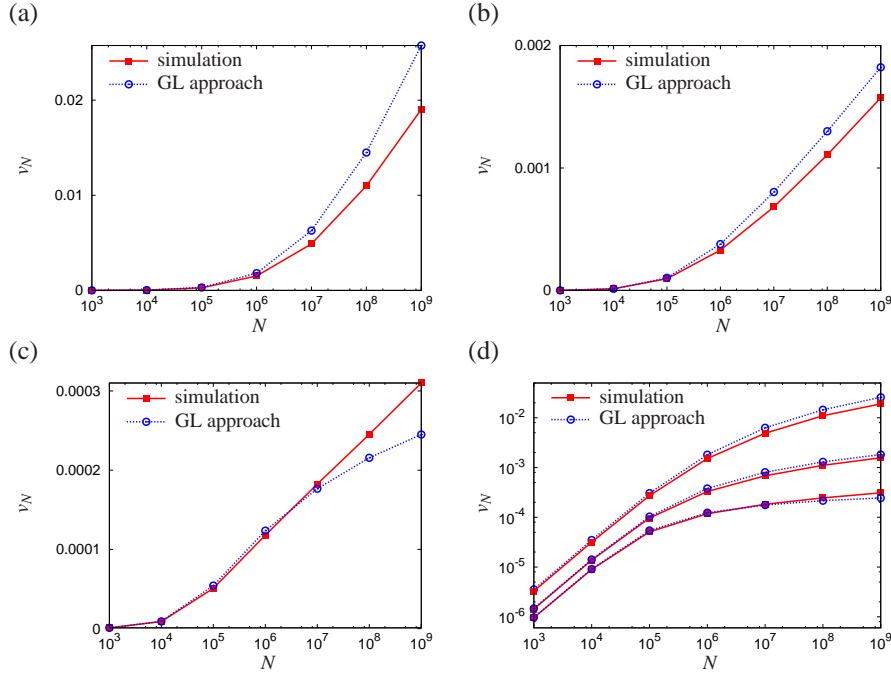 (a)
simulation
GL approach
0.02
0.01
0
v_N
10^3 10^4 10^5 10^6 10^7 10^8 10^9
N
(b)
0.002
simulation
GL approach
0.001
0
v_N
10^3 10^4 10^5 10^6 10^7 10^8 10^9
N
(c)
0.0003
simulation
GL approach
0.0002
0.0001
0
v_N
10^3 10^4 10^5 10^6 10^7 10^8 10^9
N
(d)
simulation
GL approach
10^-2
10^-3
10^-4
10^-5
10^-6
v_N
10^3 10^4 10^5 10^6 10^7 10^8 10^9
N